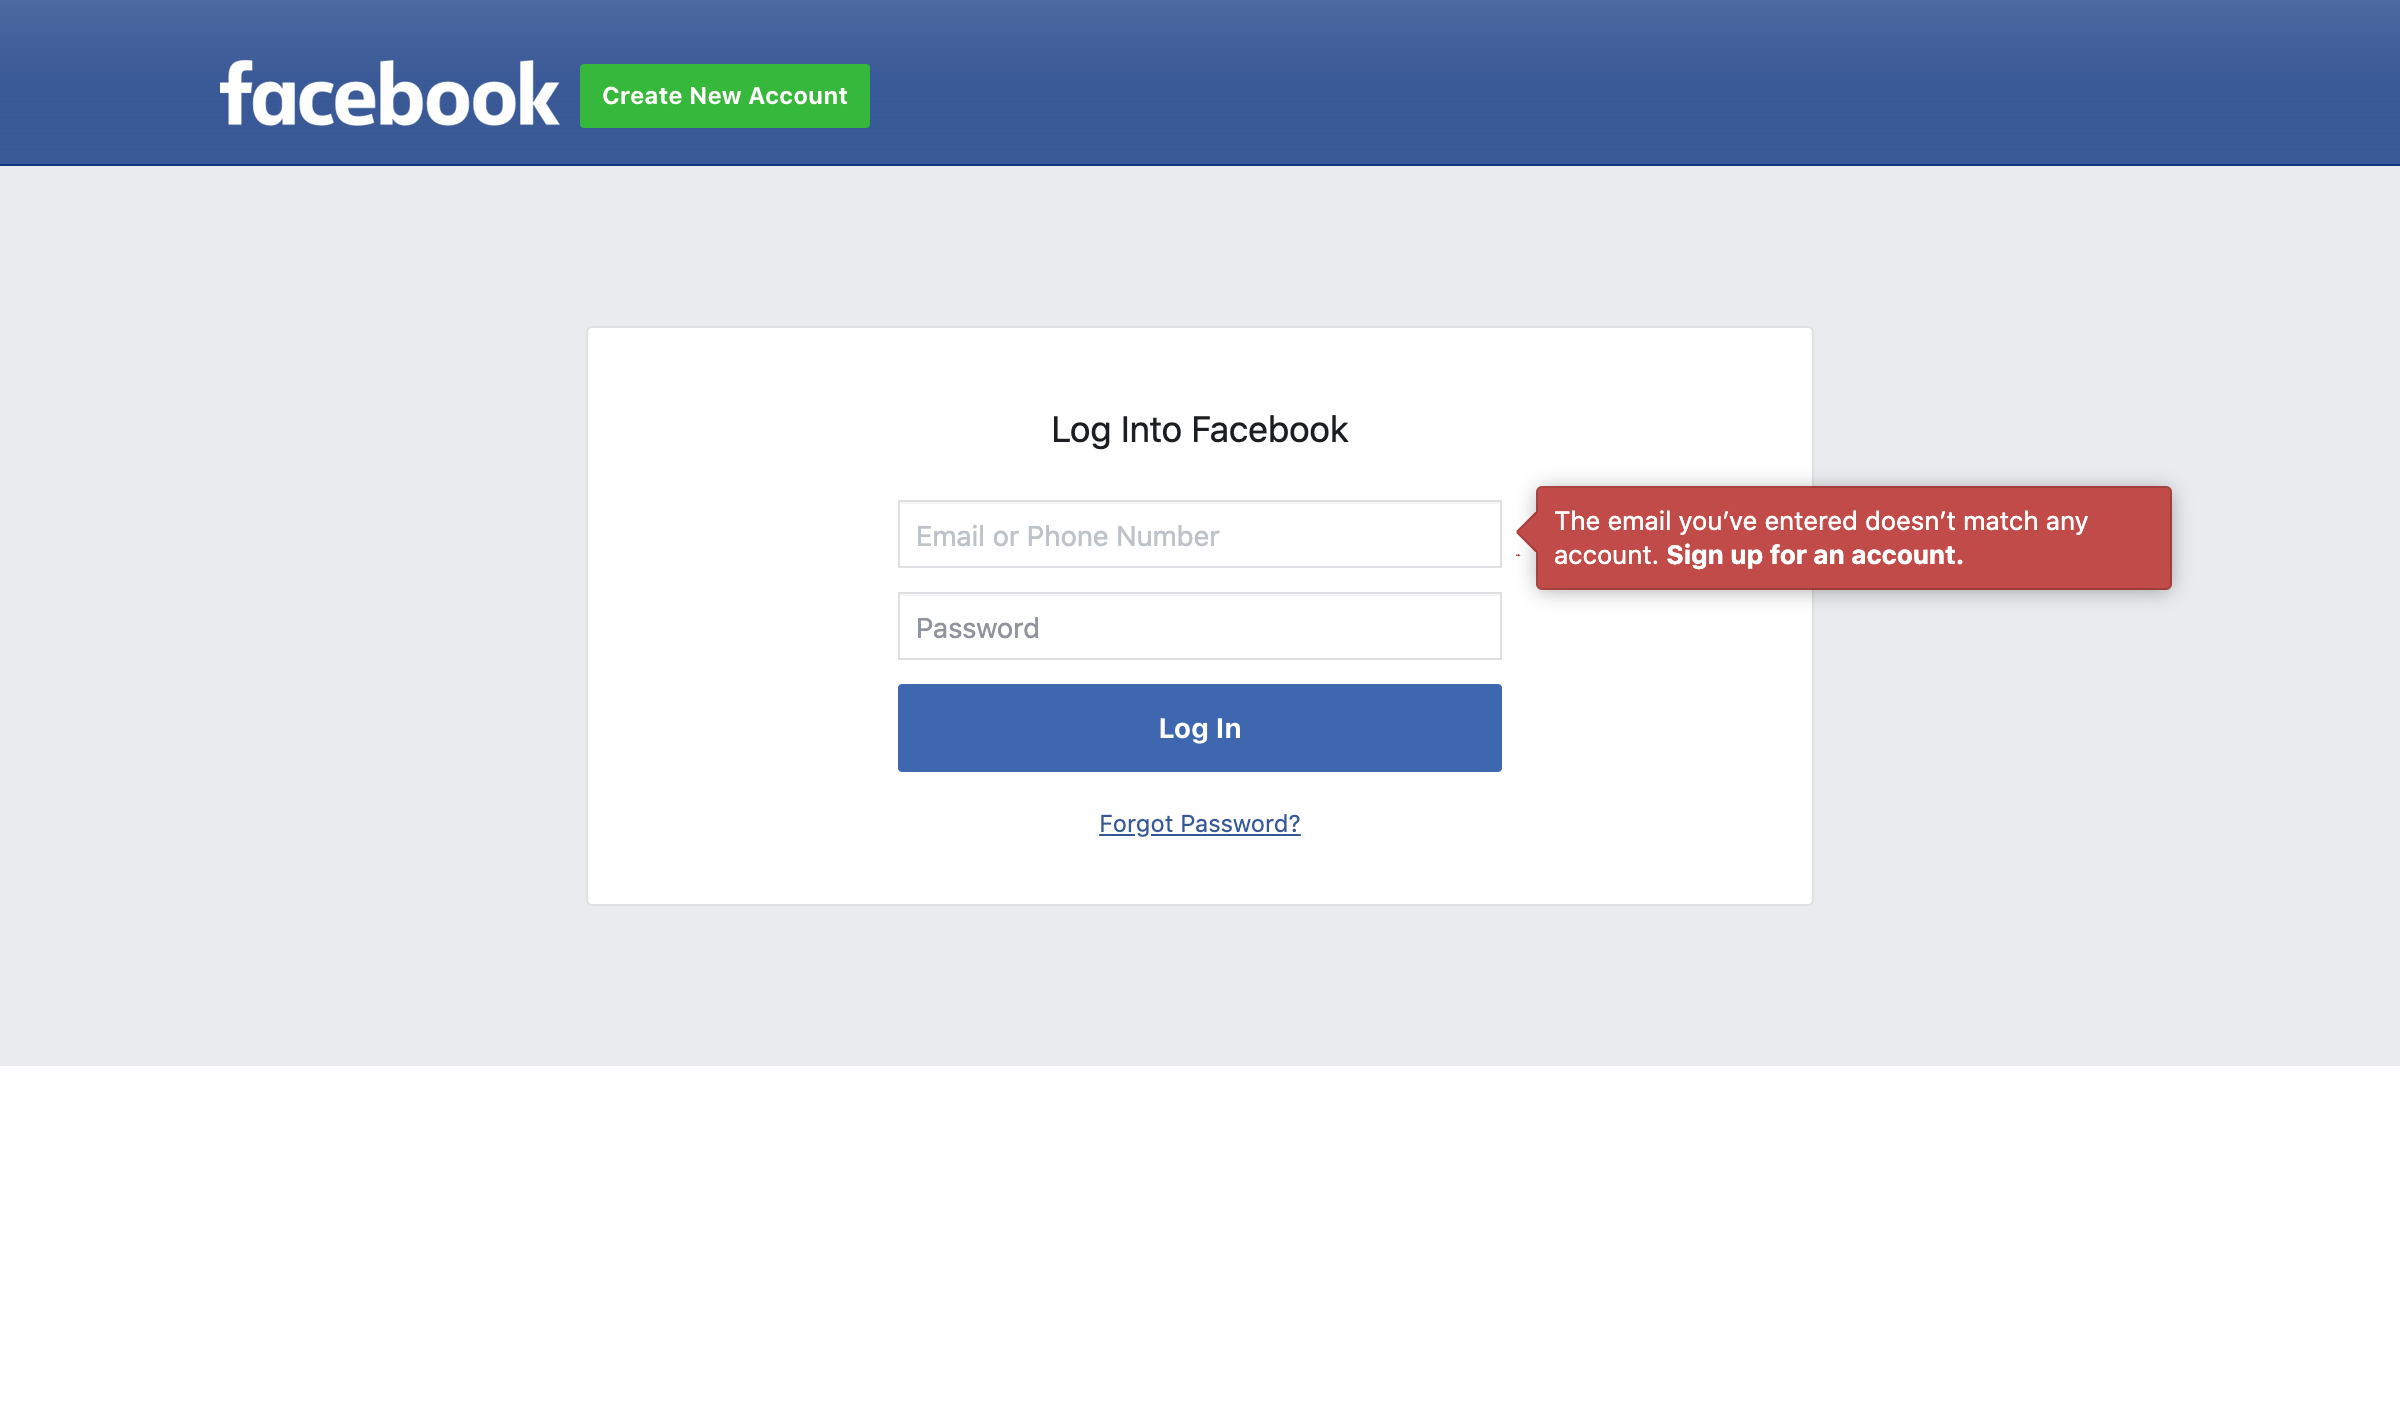 facebook
Create New Account
Log Into Facebook
Email or Phone Number
The email you’ve entered doesn’t match any
account. Sign up for an account.
Password
Log In
Forgot Password?